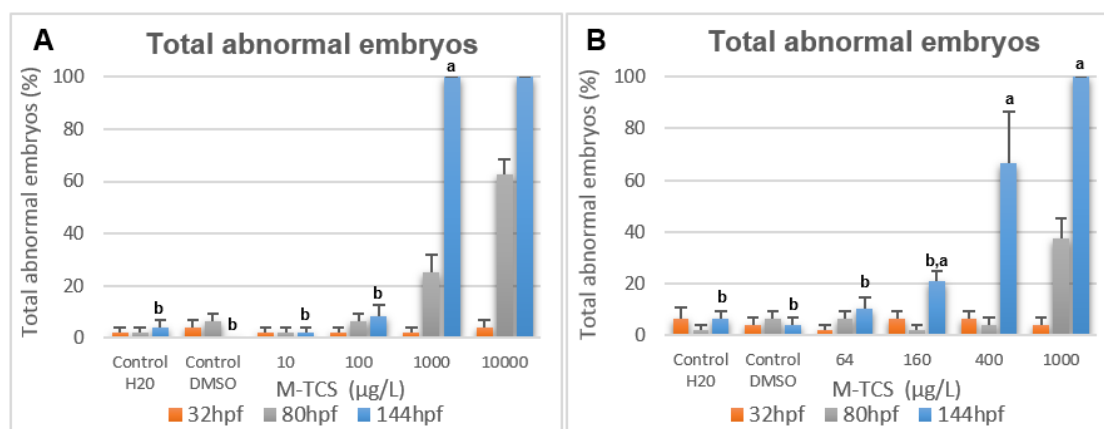 A
Total abnormal embryos
Total abnormal embryos (%)
100
80
60
40
20
0
b
b
b
b
a
Control H20
Control DMSO
10
100
1000
10000
M-TCS (µg/L)
32hpf
80hpf
144hpf
B
Total abnormal embryos
Total abnormal embryos (%)
100
80
60
40
20
0
b
b
b
b,a
a
a
Control H20
Control DMSO
64
160
400
1000
M-TCS (µg/L)
32hpf
80hpf
144hpf